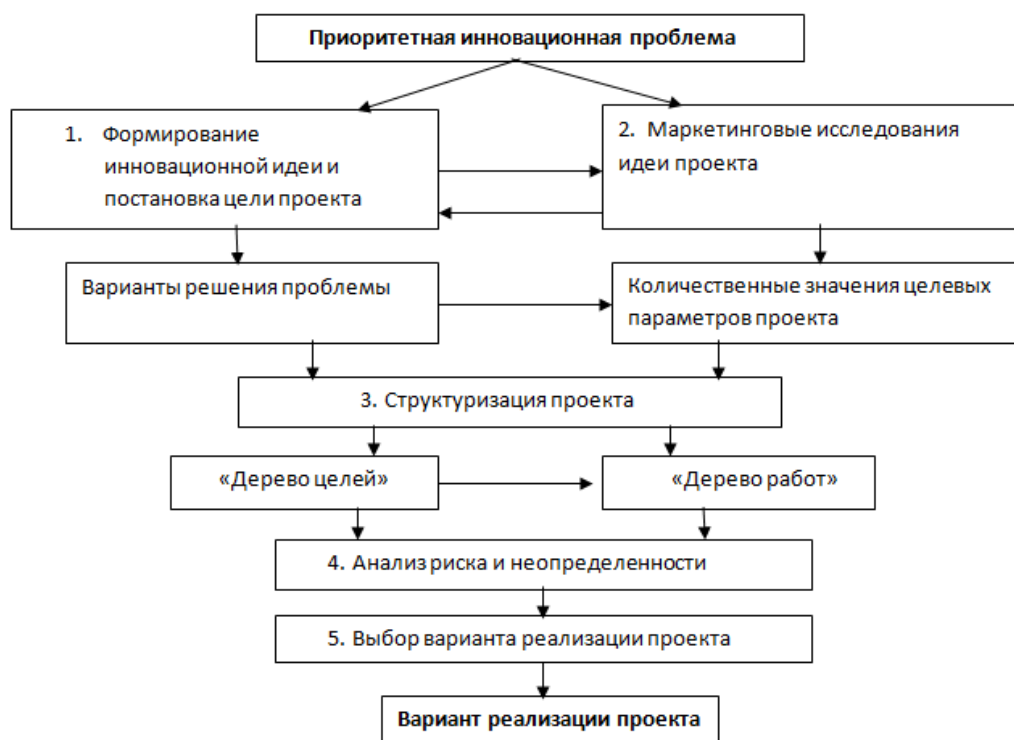 Приоритетная инновационная проблема
1. Формирование
инновационной идеи и
постановка цели проекта
2. Маркетинговые исследования
идеи проекта
Варианты решения проблемы
Количественные значения целевых
параметров проекта
3. Структуризация проекта
«Дерево целей»
«Дерево работ»
4. Анализ риска и неопределенности
5. Выбор варианта реализации проекта
Вариант реализации проекта